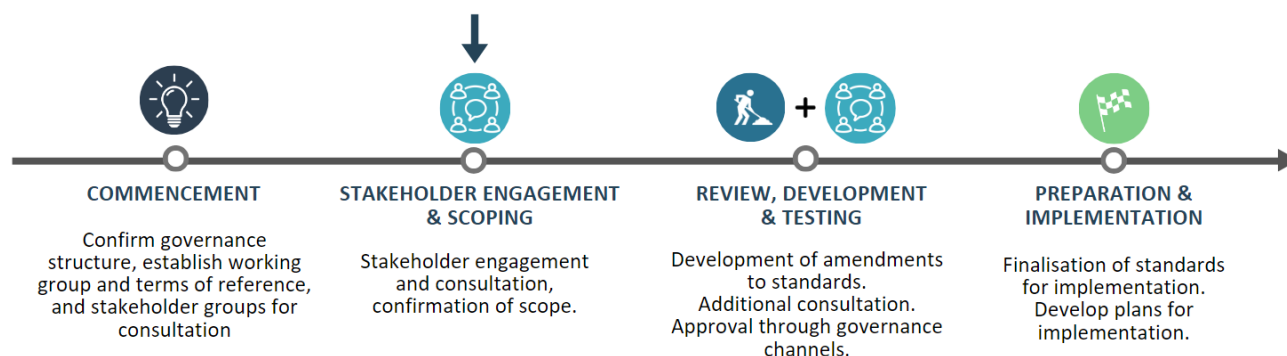 COMMENCEMENT
Confirm governance
structure, establish working
group and terms of reference,
and stakeholder groups for
consultation
STAKEHOLDER ENGAGEMENT
& SCOPING
Stakeholder engagement
and consultation,
confirmation of scope.
REVIEW, DEVELOPMENT
& TESTING
Development of amendments
to standards.
Additional consultation.
Approval through governance
channels.
PREPARATION &
IMPLEMENTATION
Finalisation of standards
for implementation.
Develop plans for
implementation.